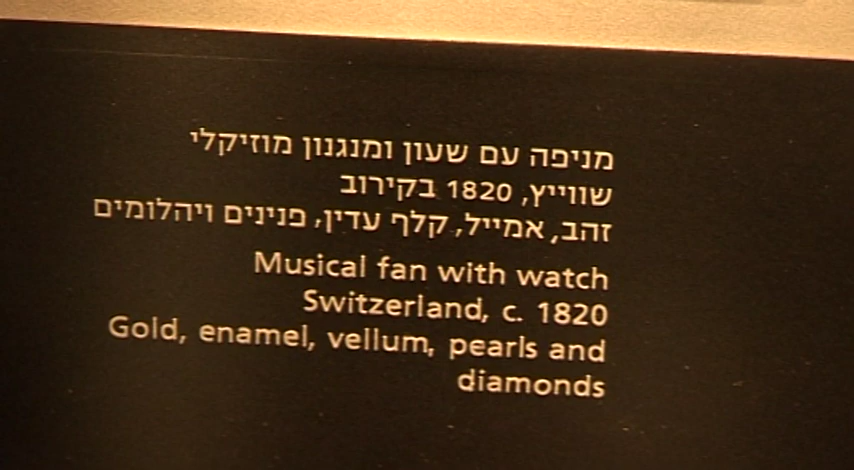 מניפה עם שעון ומנגנון מוזיקלי
שווייץ, 1820 בקירוב
זהב, אמייל, קלף עדין, פנינים ויהלומים
Musical fan with watch
Switzerland, c. 1820
Gold, enamel, vellum, pearls and
diamonds